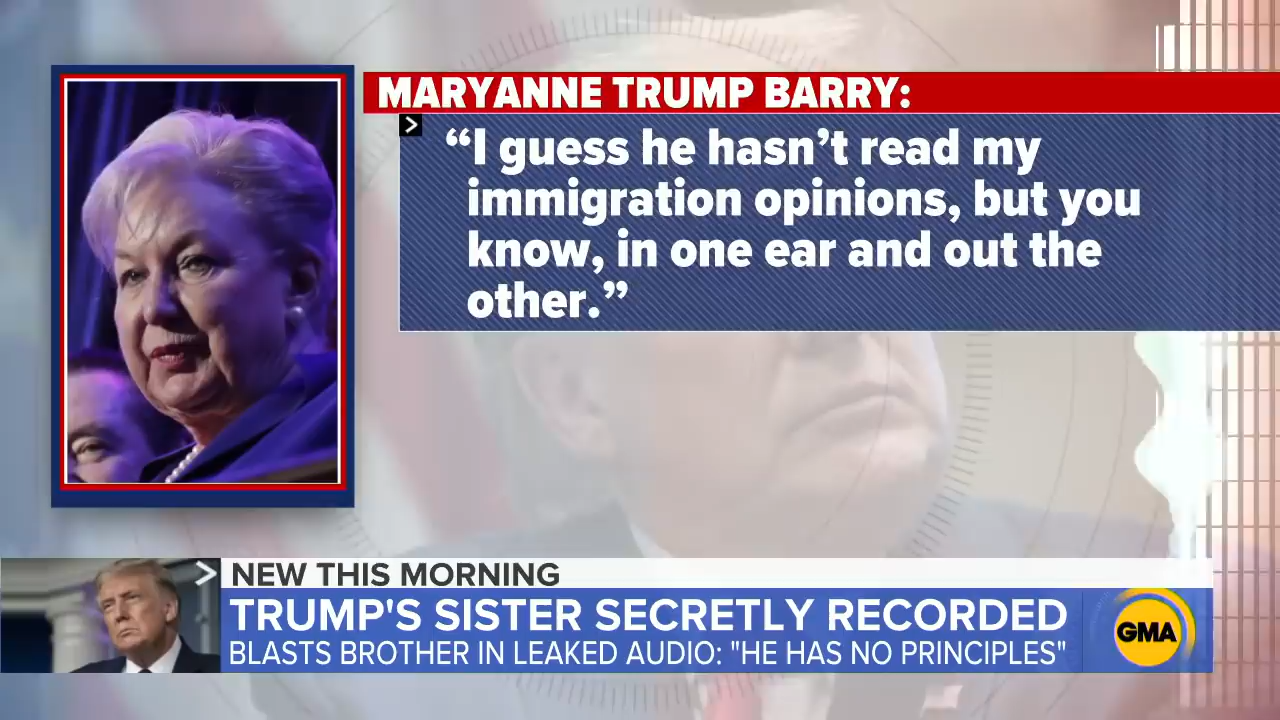 MARYANNE TRUMP BARRY:
“I guess he hasn’t read my
immigration opinions, but you
know, in one ear and out the
other.”
NEW THIS MORNING
TRUMP'S SISTER SECRETLY RECORDED
BLASTS BROTHER IN LEAKED AUDIO: "HE HAS NO PRINCIPLES"
GMA